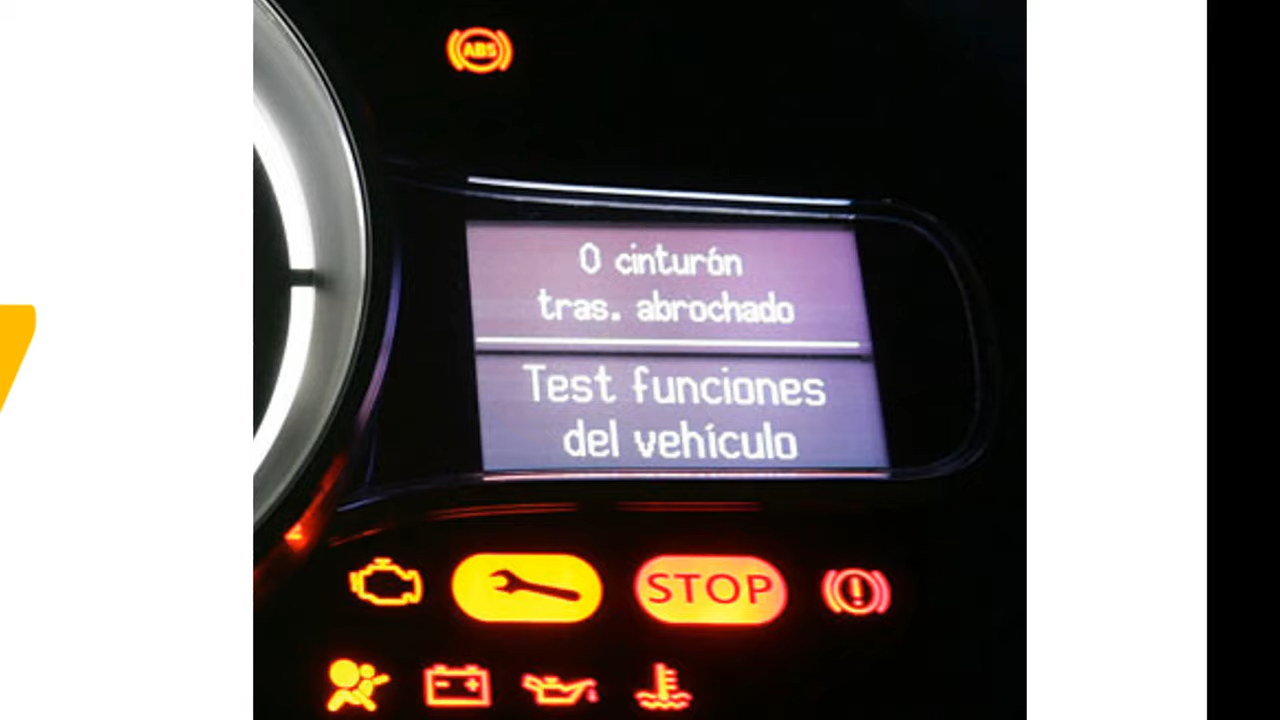 ABS
0 cinturón
tras. abrochado
Test funciones
del vehículo
STOP